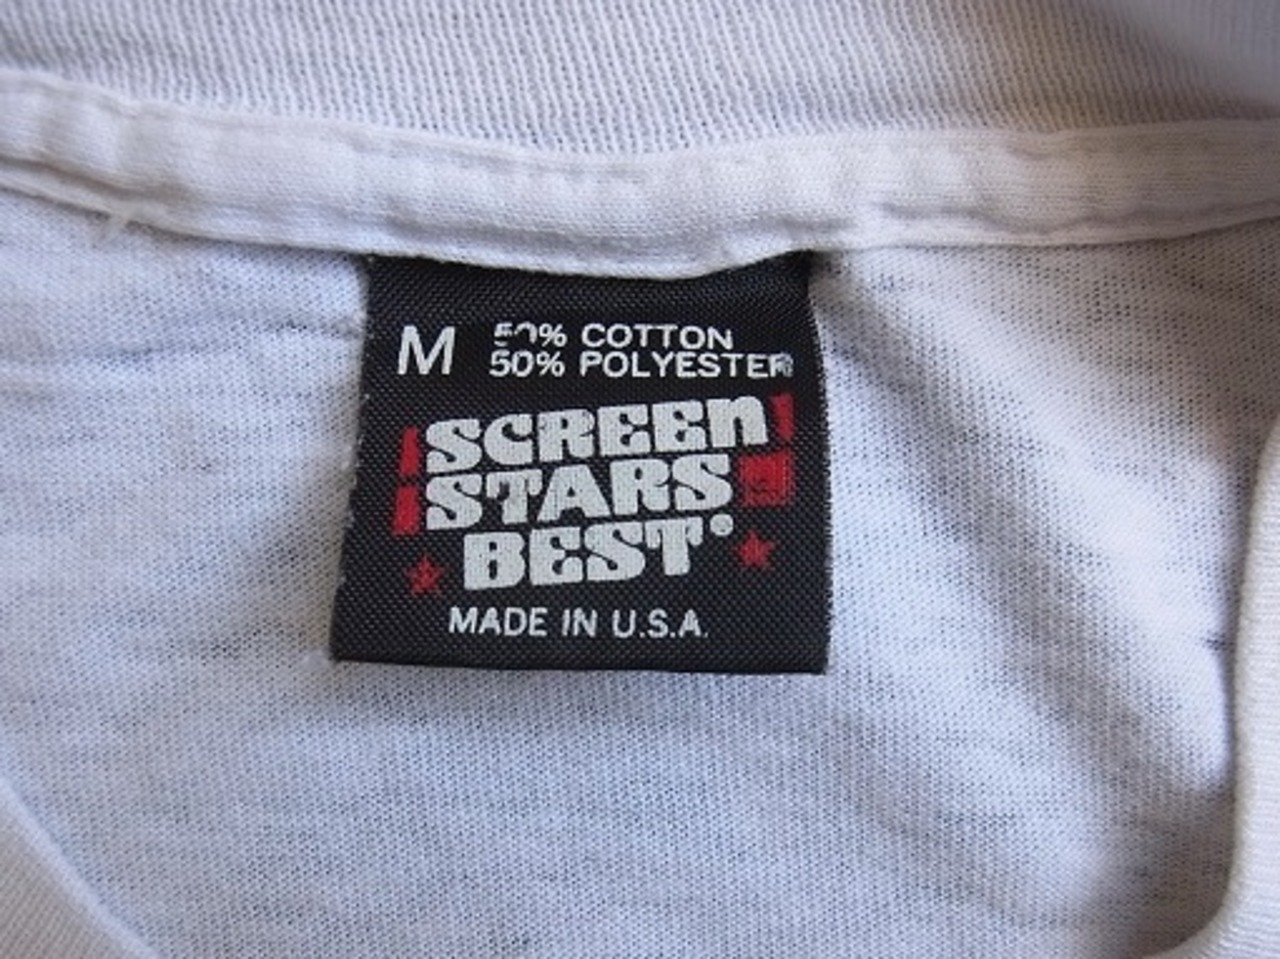 M 50% COTTON
50% POLYESTER
SCREEN
STARS
BEST®
MADE IN U.S.A.